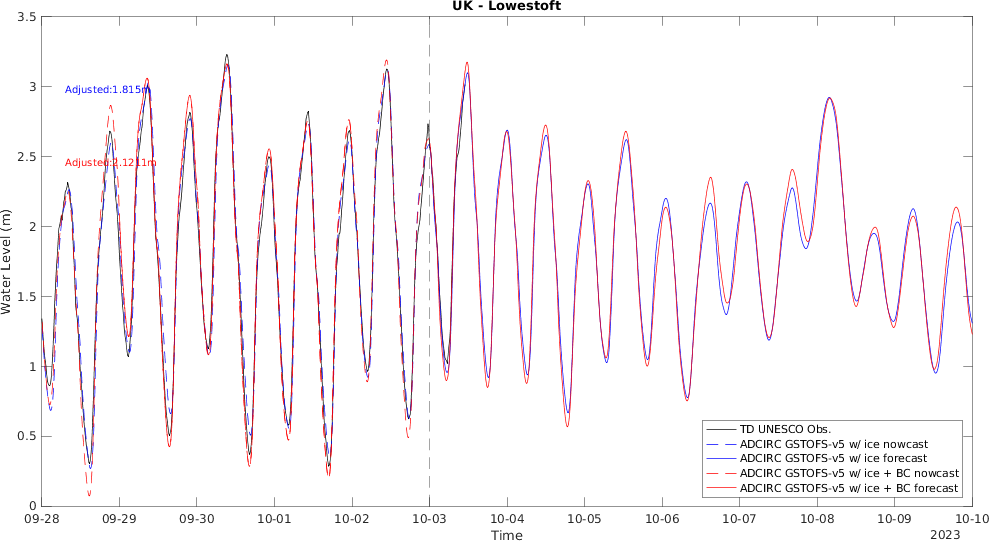 UK - Lowestoft
3.5
3
2.5
2
1.5
1
0.5
0
Water Level (m)
Adjusted:1.815m
Adjusted:2.1211m
TD UNESCO Obs.
ADCIRC GSTOFS-v5 w/ ice nowcast
ADCIRC GSTOFS-v5 w/ ice forecast
ADCIRC GSTOFS-v5 w/ ice + BC nowcast
ADCIRC GSTOFS-v5 w/ ice + BC forecast
09-28 09-29 09-30 10-01 10-02 10-03 10-04 10-05 10-06 10-07 10-08 10-09 10-10
Time
2023